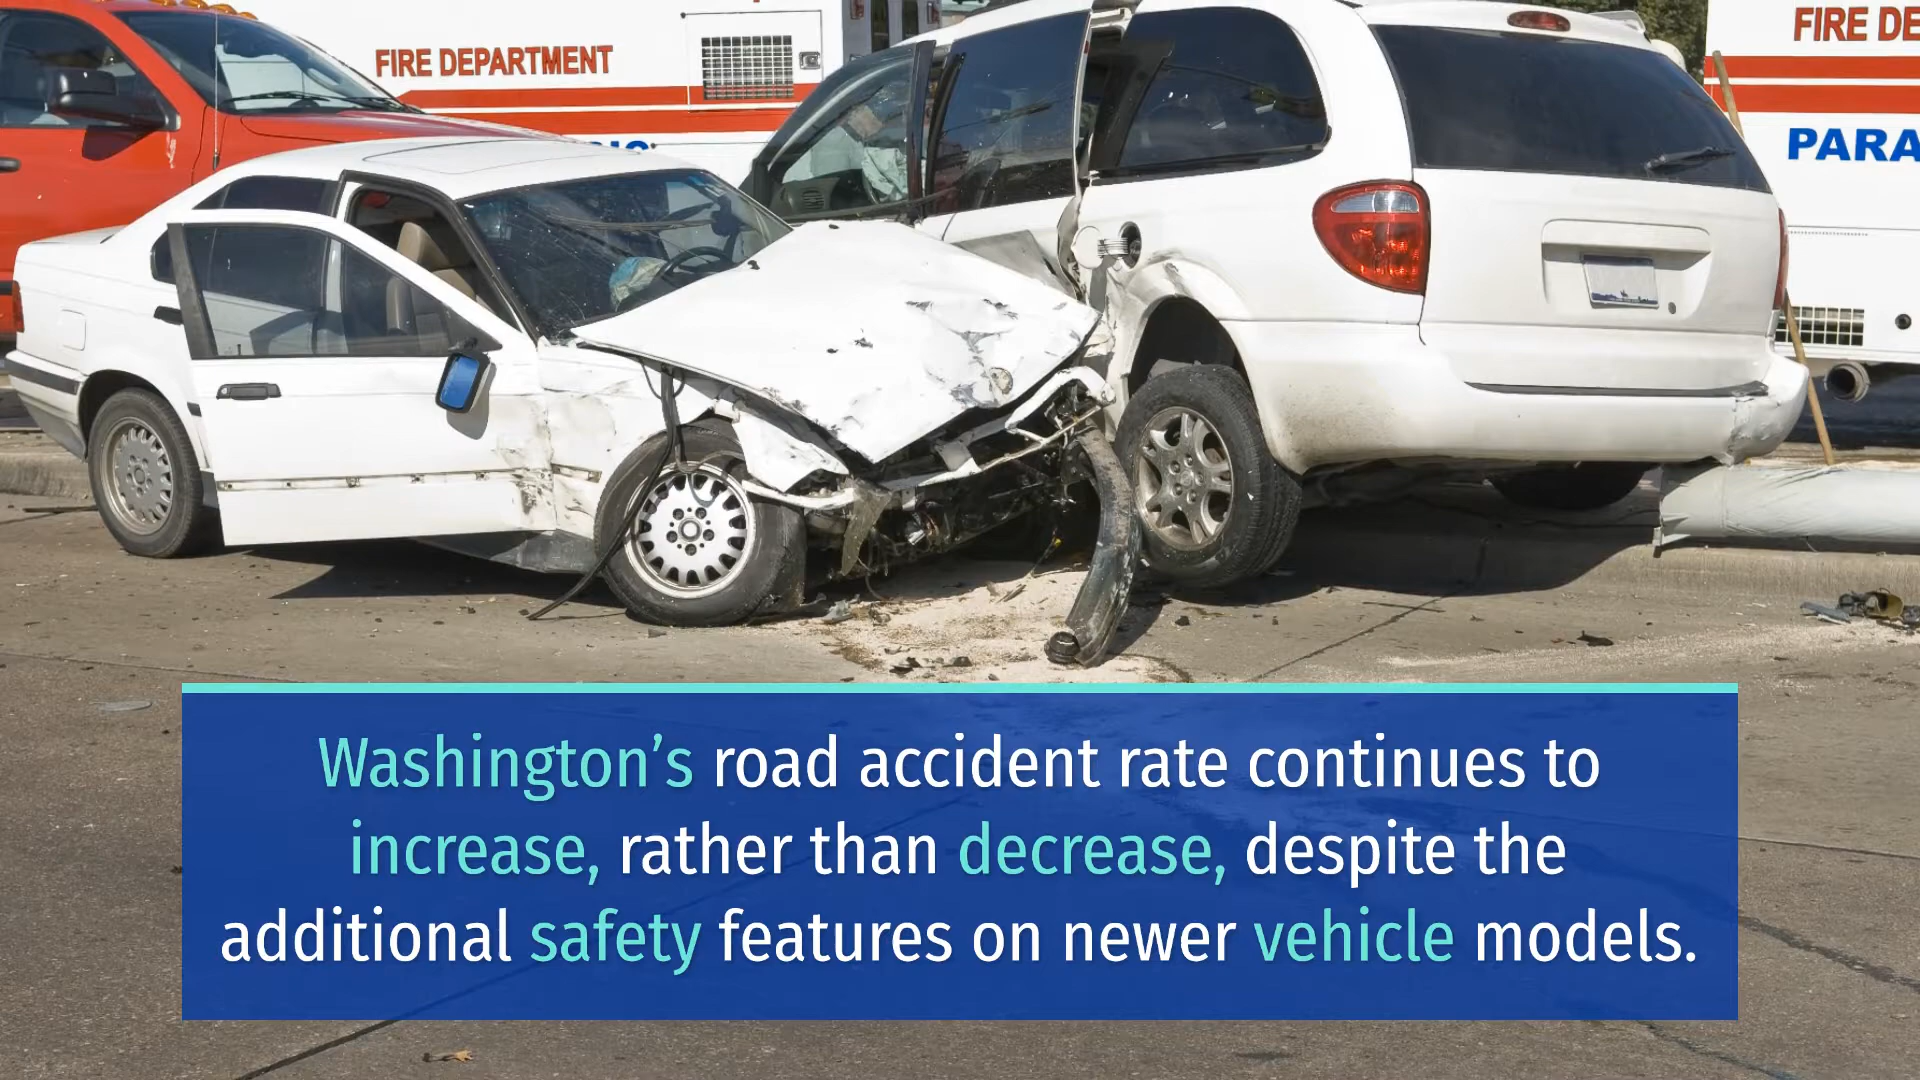 FIRE DEPARTMENT
FIRE DE
PARA
Washington’s road accident rate continues to
increase, rather than decrease, despite the
additional safety features on newer vehicle models.